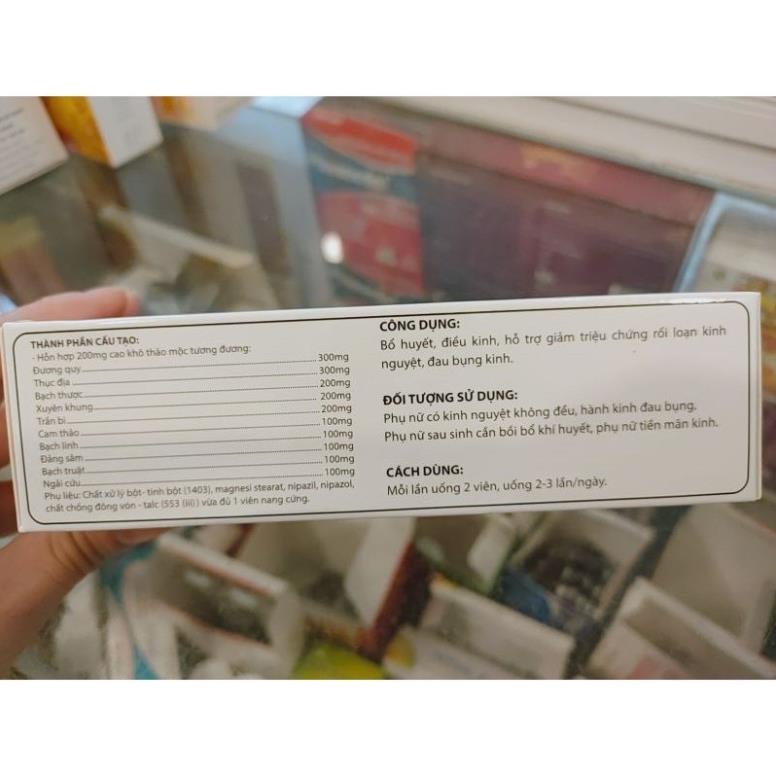 THÀNH PHẦN CẤU TẠO:
- Hỗn hợp 200mg cao khô thảo mộc tương đương:
Đương quy 300mg
Thục địa 300mg
Bạch thược 200mg
Xuyên khung 200mg
Trần bì 200mg
Cam thảo 100mg
Bạch linh 100mg
Đảng sâm 100mg
Bạch truật 100mg
Ngải cứu 100mg
Phụ liệu: Chất xử lý bột- tinh bột (1403), magnesi stearat, nipazil, nipazol,
chất chống đông vón - talc (553 (iii)) vừa đủ 1 viên nang cứng.
CÔNG DỤNG:
Bổ huyết, điều kinh, hỗ trợ giảm triệu chứng rối loạn kinh
nguyệt, đau bụng kinh.
ĐỐI TƯỢNG SỬ DỤNG:
Phụ nữ có kinh nguyệt không đều, hành kinh đau bụng.
Phụ nữ sau sinh cần bồi bổ khí huyết, phụ nữ tiền mãn kinh.
CÁCH DÙNG:
Mỗi lần uống 2 viên, uống 2-3 lần/ngày.